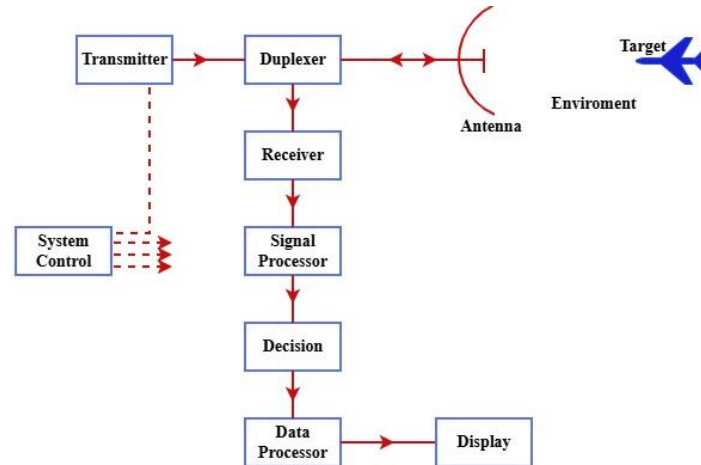 Transmitter
Duplexer
Target
Enviroment
Antenna
Receiver
System
Control
Signal
Processor
Decision
Data
Processor
Display